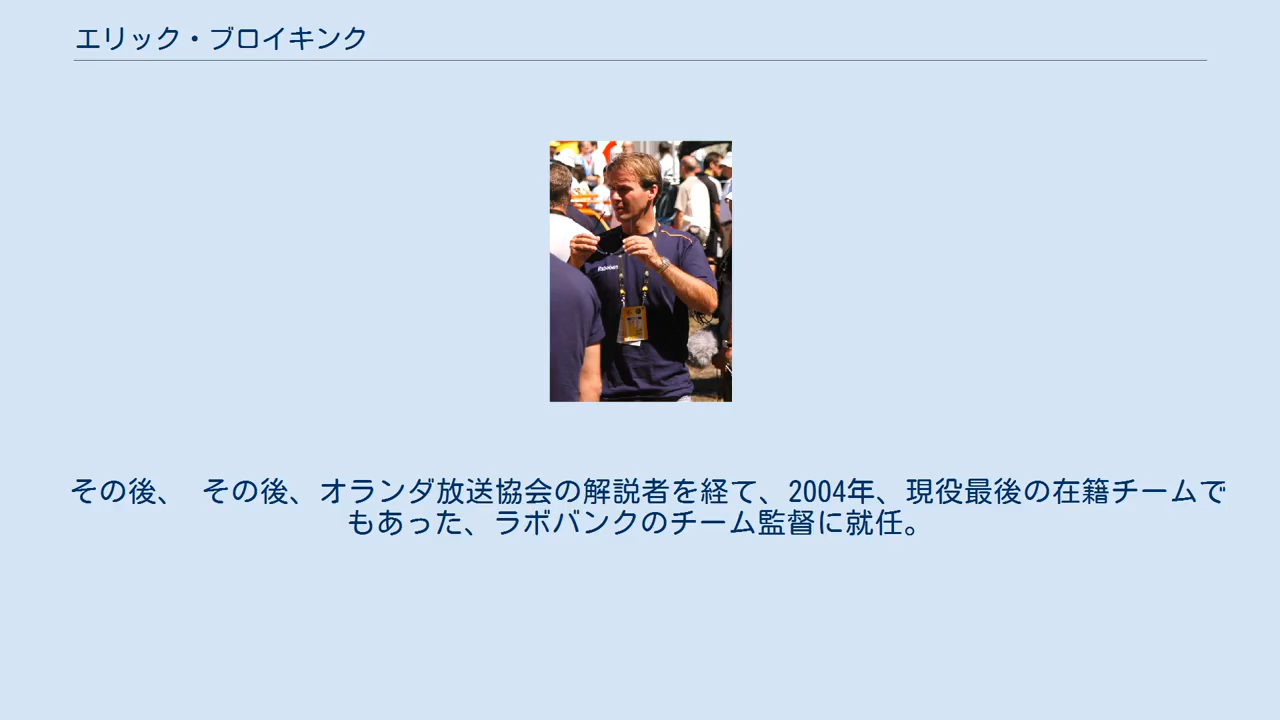 エリック・ブロイキンク
その後、 その後、オランダ放送協会の解説者を経て、2004年、現役最後の在籍チームで
もあった、ラボバンクのチーム監督に就任。